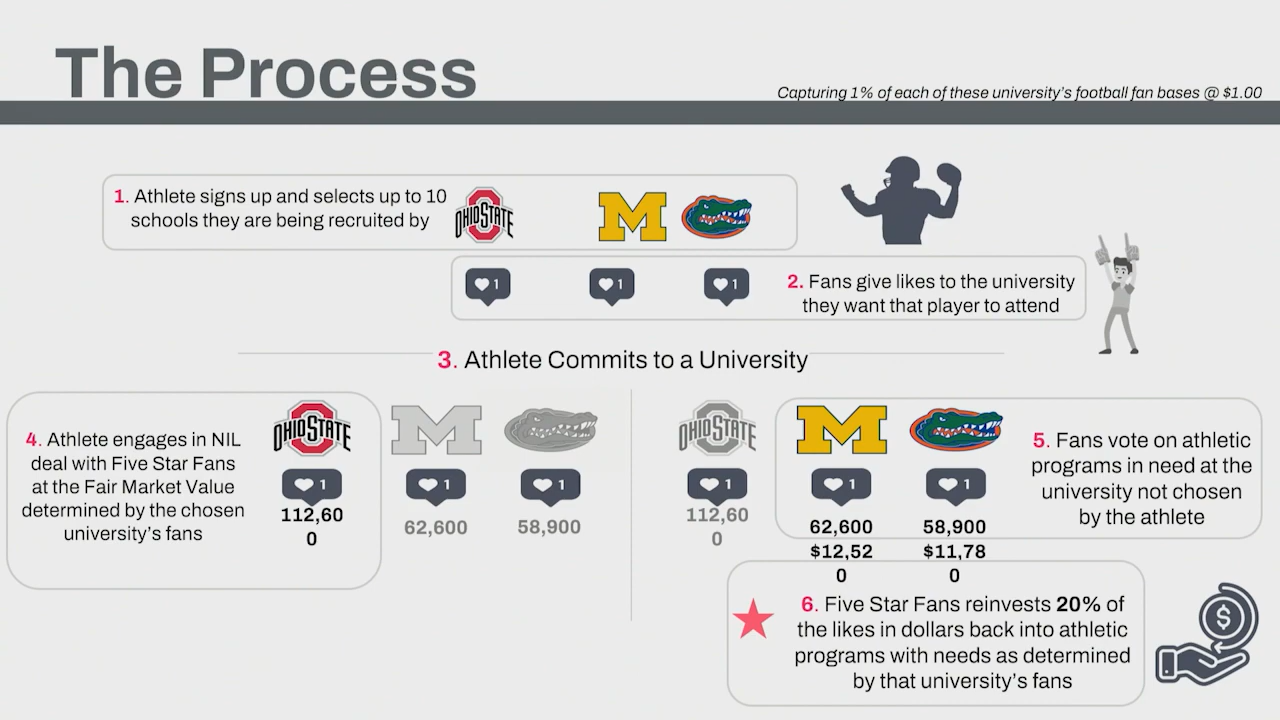 The Process
Capturing 1% of each of these university's football fan bases @ $1.00
1. Athlete signs up and selects up to 10
schools they are being recruited by
OHIO STATE
M
1
1
1
2. Fans give likes to the university
they want that player to attend
3. Athlete Commits to a University
4. Athlete engages in NIL
deal with Five Star Fans
at the Fair Market Value
determined by the chosen
university's fans
OHIO STATE
1
112,60
0
M
1
62,600
1
58,900
OHIO STATE
1
112,60
0
M
1
62,600
$12,52
0
1
58,900
$11,78
0
5. Fans vote on athletic
programs in need at the
university not chosen
by the athlete
6. Five Star Fans reinvests 20% of
the likes in dollars back into athletic
programs with needs as determined
by that university's fans
$